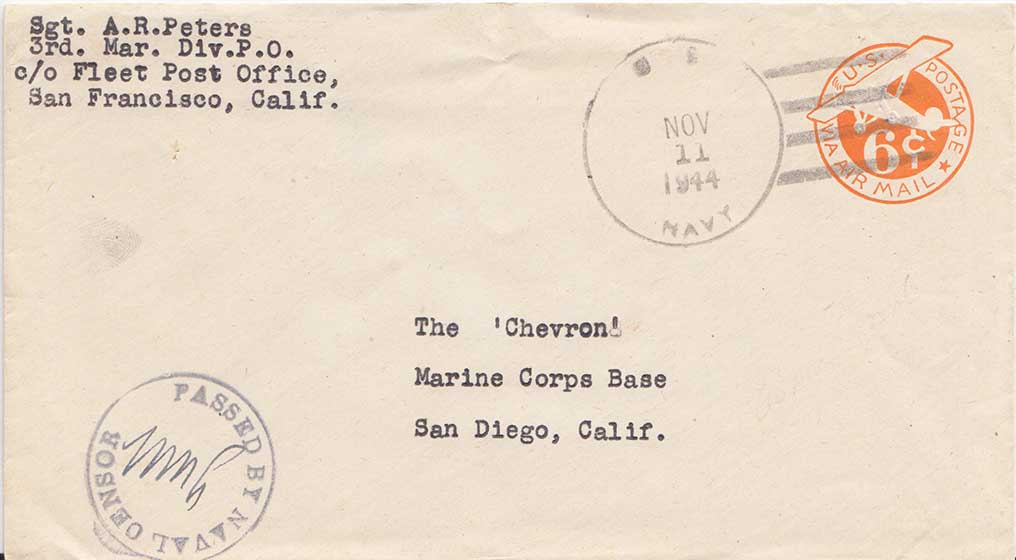 Sgt. A.R.Peters
3rd. Mar. Div.P.O.
c/o Fleet Post Office,
San Francisco, Calif.
NOV
11
1944
NAVY
U.S. POSTAGE
6¢
VIA AIR MAIL
The 'Chevron'
Marine Corps Base
San Diego, Calif.
PASSED BY NAVAL CENSOR